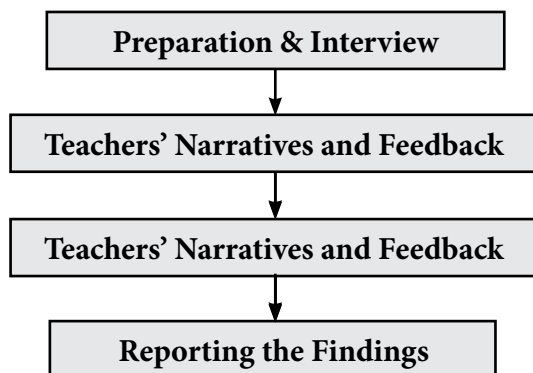 Preparation & Interview
Teachers’ Narratives and Feedback
Teachers’ Narratives and Feedback
Reporting the Findings